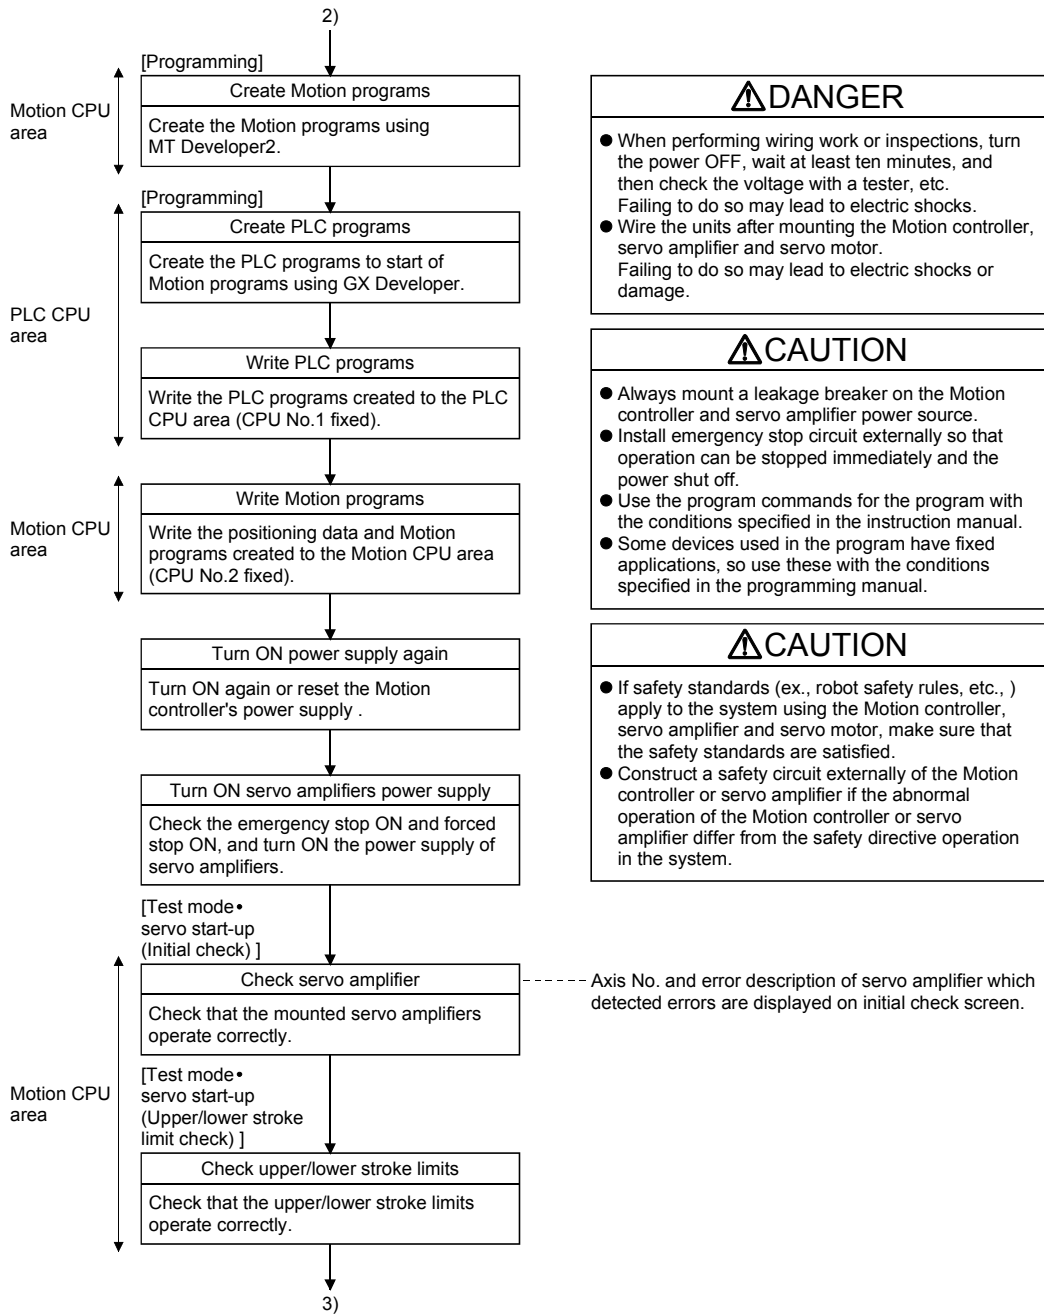 2)
[Programming]
Motion CPU
area
Create Motion programs
Create the Motion programs using
MT Developer2.
[Programming]
PLC CPU
area
Create PLC programs
Create the PLC programs to start of
Motion programs using GX Developer.
Write PLC programs
Write the PLC programs created to the PLC
CPU area (CPU No.1 fixed).
Motion CPU
area
Write Motion programs
Write the positioning data and Motion
programs created to the Motion CPU area
(CPU No.2 fixed).
Turn ON power supply again
Turn ON again or reset the Motion
controller's power supply .
Turn ON servo amplifiers power supply
Check the emergency stop ON and forced
stop ON, and turn ON the power supply of
servo amplifiers.
[Test mode•
servo start-up
(Initial check) ]
Motion CPU
area
Check servo amplifier
Check that the mounted servo amplifiers
operate correctly.
Axis No. and error description of servo amplifier which
detected errors are displayed on initial check screen.
[Test mode•
servo start-up
(Upper/lower stroke
limit check) ]
Check upper/lower stroke limits
Check that the upper/lower stroke limits
operate correctly.
3)
⚠DANGER
● When performing wiring work or inspections, turn
the power OFF, wait at least ten minutes, and
then check the voltage with a tester, etc.
Failing to do so may lead to electric shocks.
● Wire the units after mounting the Motion controller,
servo amplifier and servo motor.
Failing to do so may lead to electric shocks or
damage.
⚠CAUTION
● Always mount a leakage breaker on the Motion
controller and servo amplifier power source.
● Install emergency stop circuit externally so that
operation can be stopped immediately and the
power shut off.
● Use the program commands for the program with
the conditions specified in the instruction manual.
● Some devices used in the program have fixed
applications, so use these with the conditions
specified in the programming manual.
⚠CAUTION
● If safety standards (ex., robot safety rules, etc., )
apply to the system using the Motion controller,
servo amplifier and servo motor, make sure that
the safety standards are satisfied.
● Construct a safety circuit externally of the Motion
controller or servo amplifier if the abnormal
operation of the Motion controller or servo
amplifier differ from the safety directive operation
in the system.